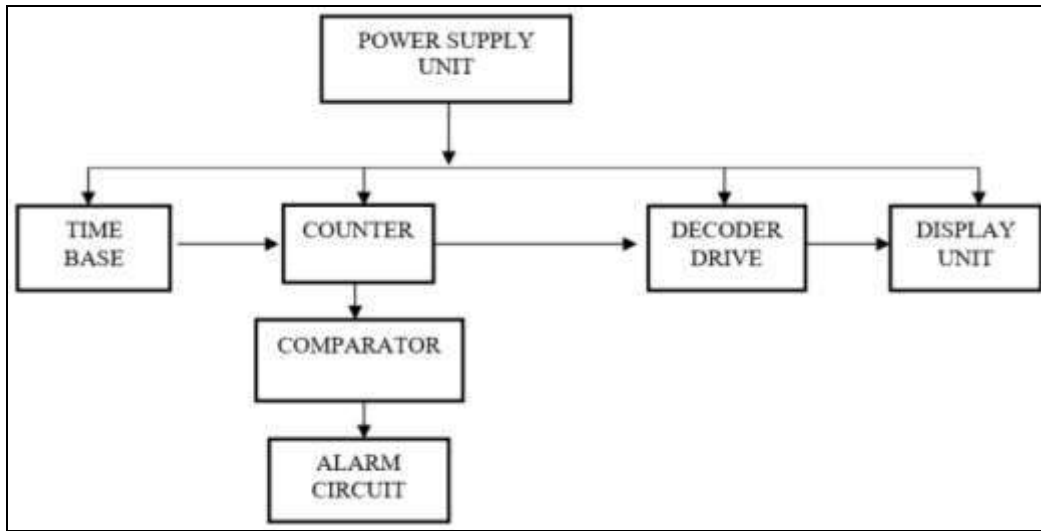 POWER SUPPLY
UNIT
TIME
BASE
COUNTER
DECODER
DRIVE
DISPLAY
UNIT
COMPARATOR
ALARM
CIRCUIT